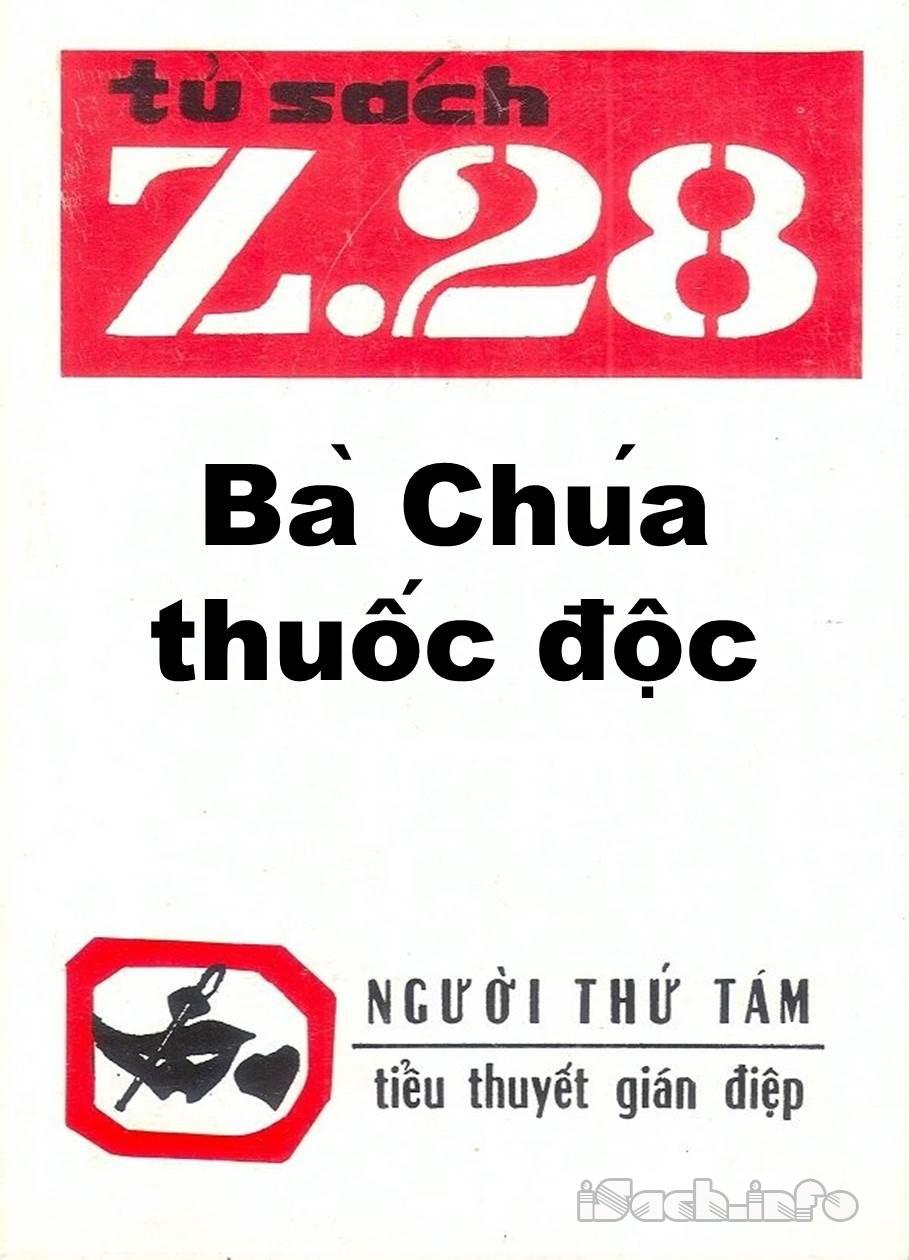 tủ sách
Z.28
Bà Chúa
thuốc độc
NGƯỜI THỨ TÁM
tiểu thuyết gián điệp
iSach.info